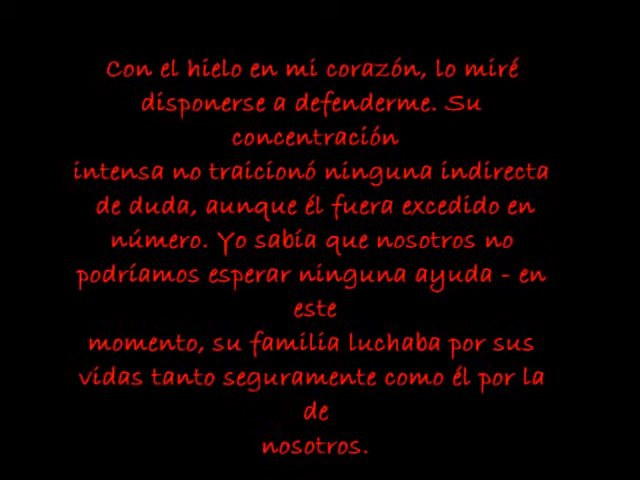 Con el hielo en mi corazón, lo miré
disponerse a defenderme. Su
concentración
intensa no traicionó ninguna indirecta
de duda, aunque él fuera excedido en
número. Yo sabía que nosotros no
podríamos esperar ninguna ayuda - en
este
momento, su familia luchaba por sus
vidas tanto seguramente como él por la
de
nosotros.